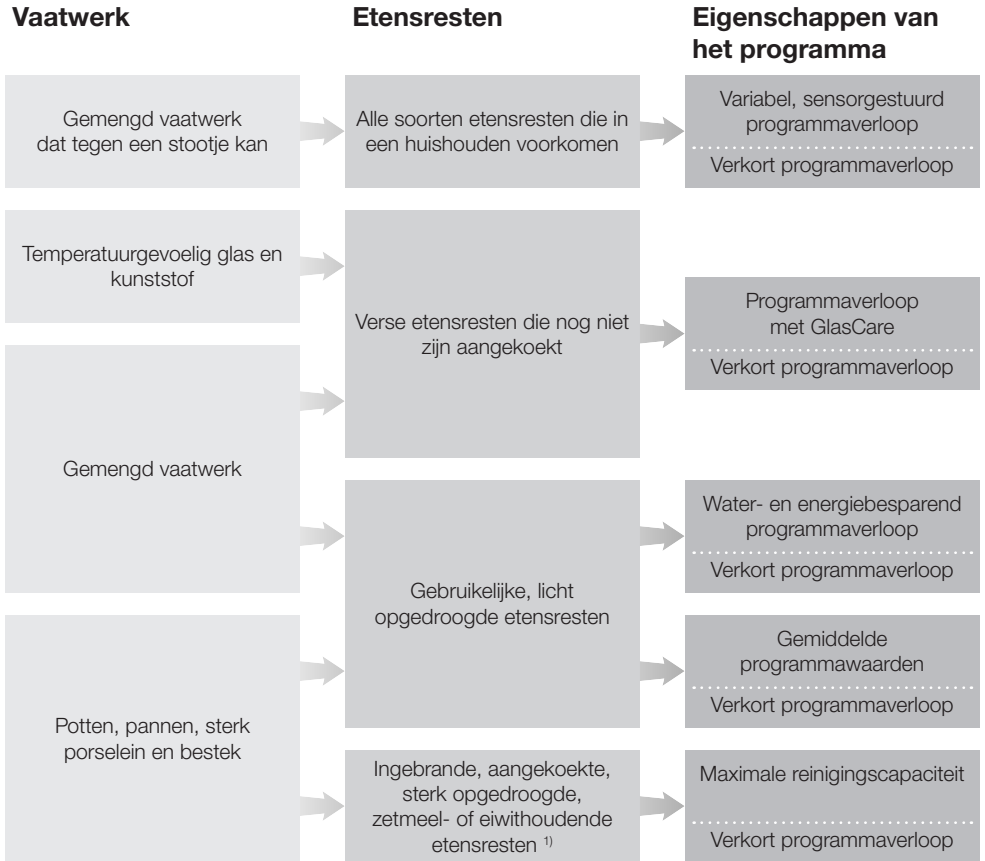 Vaatwerk
Etensresten
Eigenschappen van
het programma
Gemengd vaatwerk
dat tegen een stootje kan
Alle soorten etensresten die in
een huishouden voorkomen
Variabel, sensorgestuurd
programmaverloop
Verkort programmaverloop
Temperatuurgevoelig glas en
kunststof
Verse etensresten die nog niet
zijn aangekoekt
Programmaverloop
met GlasCare
Verkort programmaverloop
Gemengd vaatwerk
Gebruikelijke, licht
opgedroogde etensresten
Water- en energiebesparend
programmaverloop
Verkort programmaverloop
Gemiddelde
programmawaarden
Verkort programmaverloop
Potten, pannen, sterk
porselein en bestek
Ingebrande, aangekoekte,
sterk opgedroogde,
zetmeel- of eiwithoudende
etensresten 1)
Maximale reinigingscapaciteit
Verkort programmaverloop